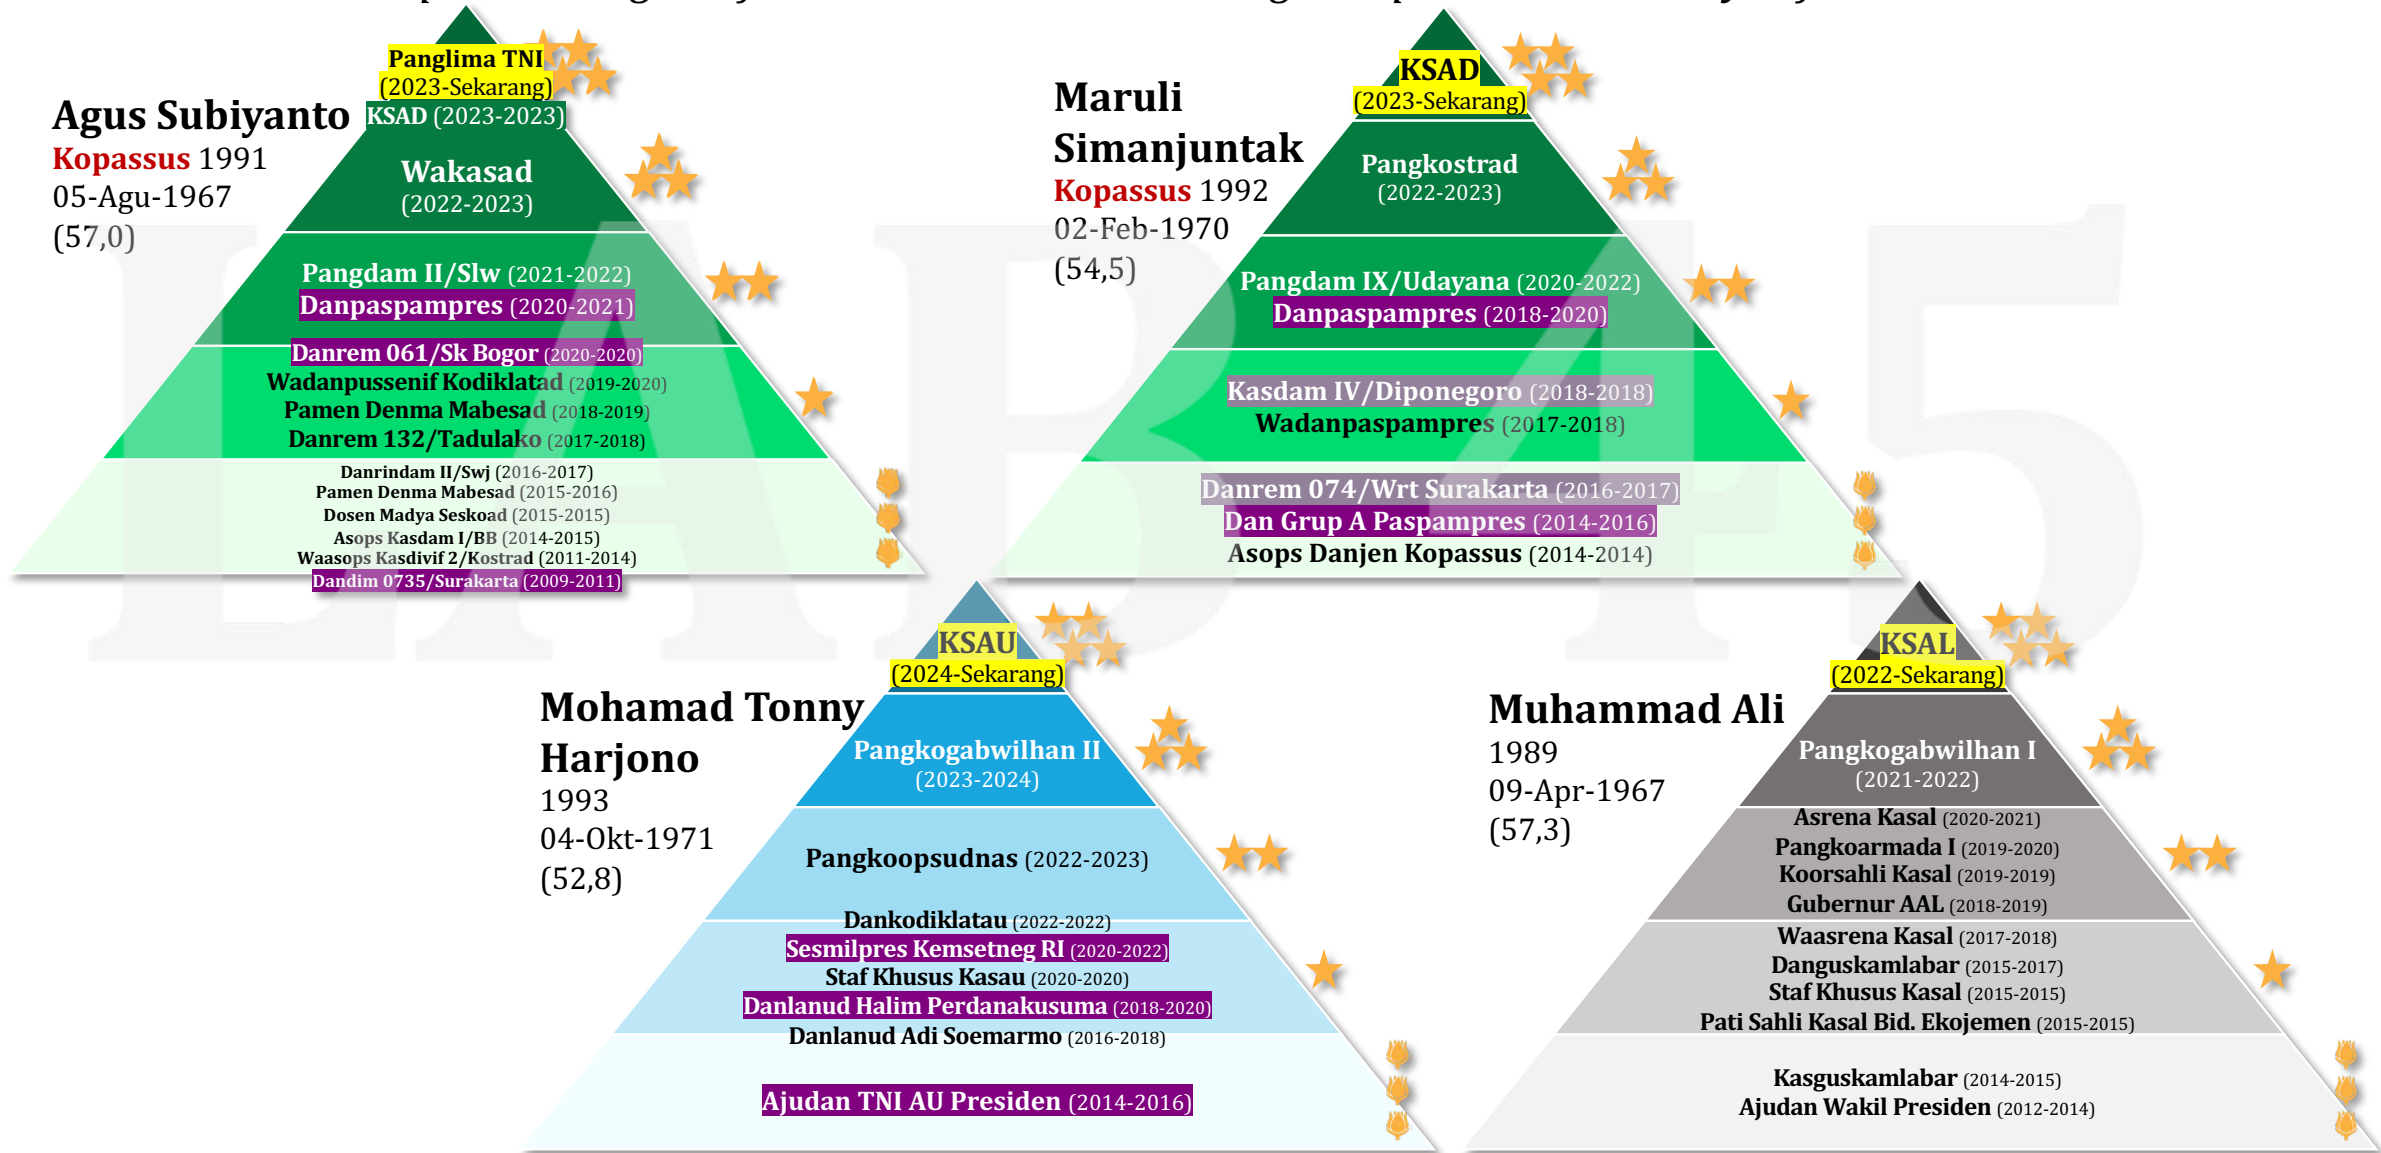 Agus Subiyanto
Kopassus 1991
05-Agu-1967
(57,0)
Panglima TNI
(2023-Sekarang)
KSAD (2023-2023)
Wakasad
(2022-2023)
Pangdam II/Slw (2021-2022)
Danpaspampres (2020-2021)
Danrem 061/Sk Bogor (2020-2020)
Wadanpussenif Kodiklatad (2019-2020)
Pamen Denma Mabesad (2018-2019)
Danrem 132/Tadulako (2017-2018)
Danrindam II/Swj (2016-2017)
Pamen Denma Mabesad (2015-2016)
Dosen Madya Seskoad (2015-2015)
Asops Kasdam I/BB (2014-2015)
Waasops Kasdivif 2/Kostrad (2011-2014)
Dandim 0735/Surakarta (2009-2011)
Maruli
Simanjuntak
Kopassus 1992
02-Feb-1970
(54,5)
KSAD
(2023-Sekarang)
Pangkostrad
(2022-2023)
Pangdam IX/Udayana (2020-2022)
Danpaspampres (2018-2020)
Kasdam IV/Diponegoro (2018-2018)
Wadanpaspampres (2017-2018)
Danrem 074/Wrt Surakarta (2016-2017)
Dan Grup A Paspampres (2014-2016)
Asops Danjen Kopassus (2014-2014)
Mohamad Tonny
Harjono
1993
04-Okt-1971
(52,8)
KSAU
(2024-Sekarang)
Pangkogabwilhan II
(2023-2024)
Pangkoopsudnas (2022-2023)
Dankodiklatau (2022-2022)
Sesmilpres Kemsetneg RI (2020-2022)
Staf Khusus Kasau (2020-2020)
Danlanud Halim Perdanakusuma (2018-2020)
Danlanud Adi Soemarmo (2016-2018)
Ajudan TNI AU Presiden (2014-2016)
Muhammad Ali
1989
09-Apr-1967
(57,3)
KSAL
(2022-Sekarang)
Pangkogabwilhan I
(2021-2022)
Asrena Kasal (2020-2021)
Pangkoarmada I (2019-2020)
Koorsahli Kasal (2019-2019)
Gubernur AAL (2018-2019)
Waasrena Kasal (2017-2018)
Danguskamlabar (2015-2017)
Staf Khusus Kasal (2015-2015)
Pati Sahli Kasal Bid. Ekojemen (2015-2015)
Kasguskamlabar (2014-2015)
Ajudan Wakil Presiden (2012-2014)
LAB 45